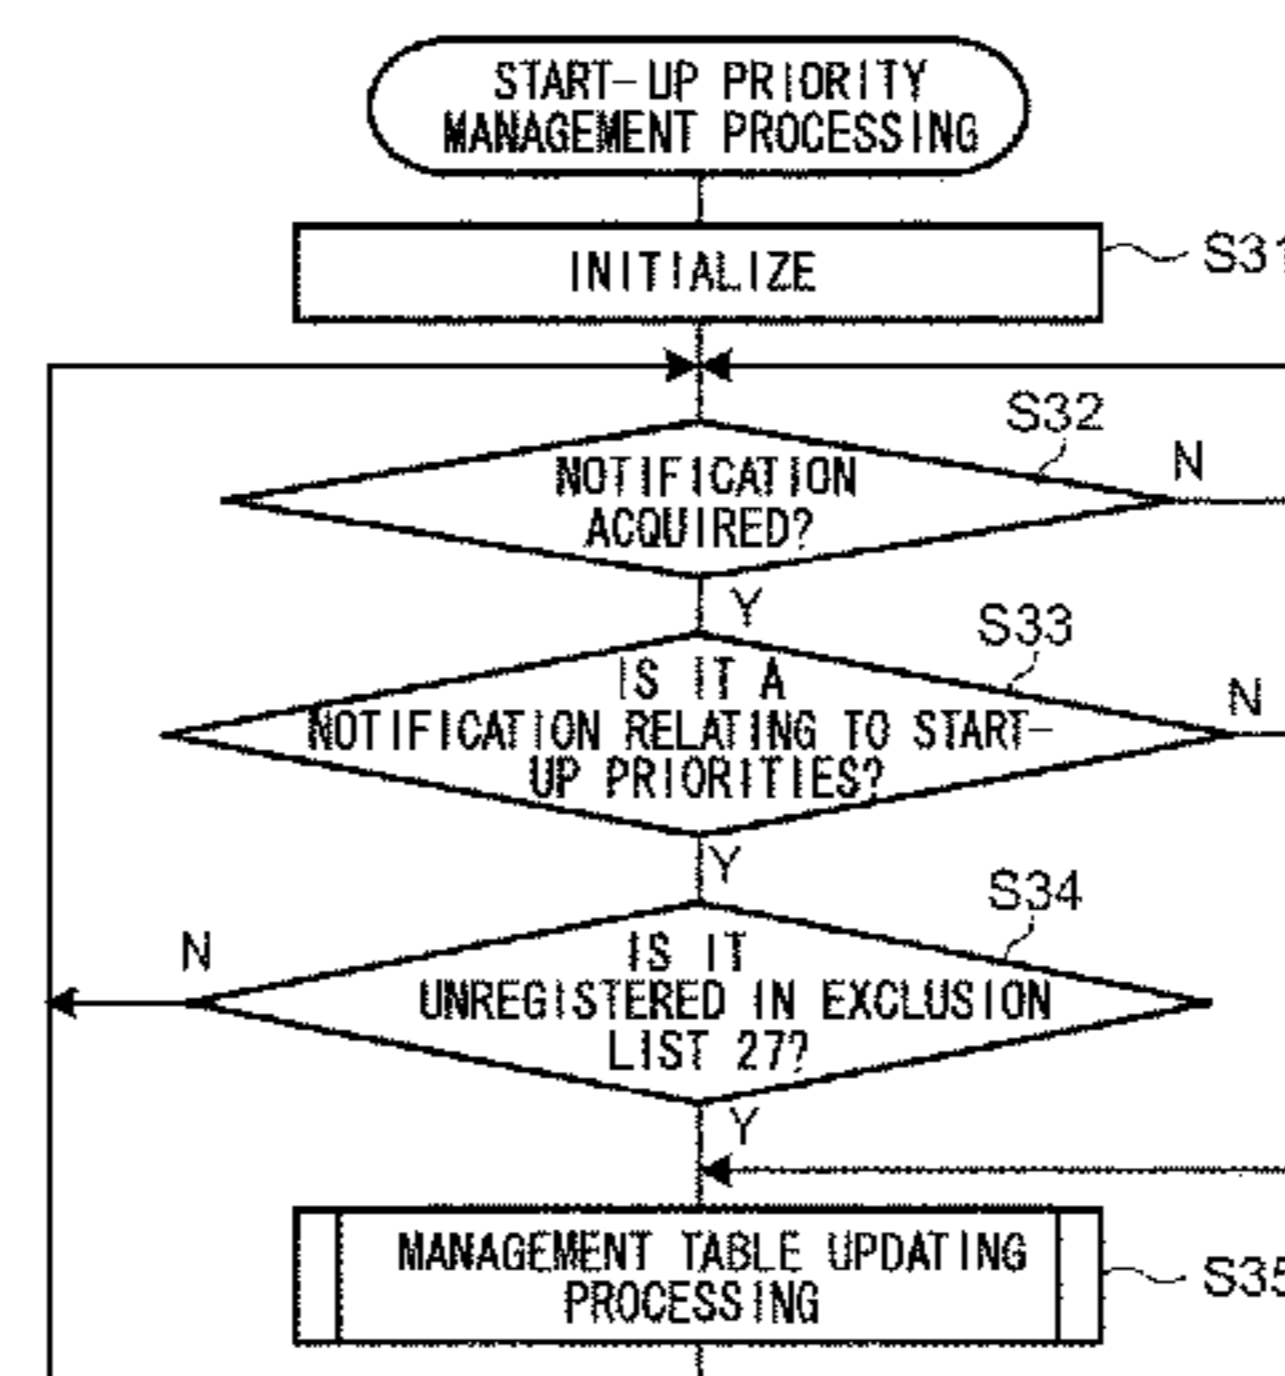 START-UP PRIORITY
MANAGEMENT PROCESSING
INITIALIZE
S31
S32
NOTIFICATION
ACQUIRED?
N
Y
S33
IS IT A
NOTIFICATION RELATING TO START-
UP PRIORITIES?
N
Y
S34
N
IS IT
UNREGISTERED IN EXCLUSION
LIST 27?
Y
MANAGEMENT TABLE UPDATING
PROCESSING
S35